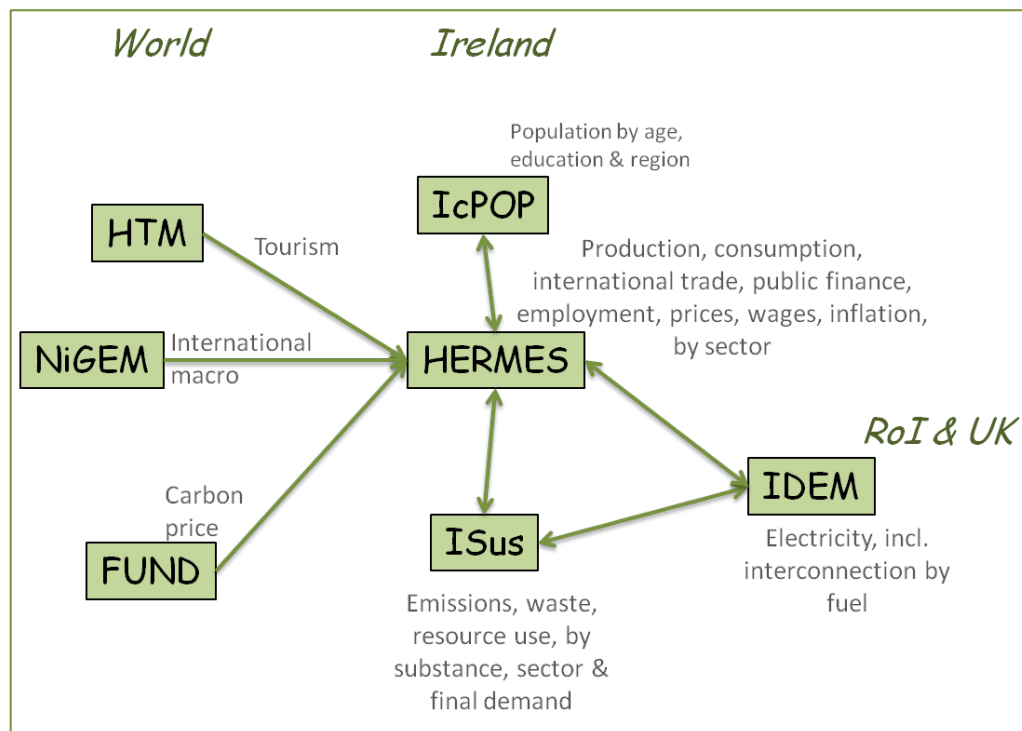 World
Ireland
Population by age,
education & region
IcPOP
HTM
Tourism
Production, consumption,
international trade, public finance,
employment, prices, wages, inflation,
by sector
NiGEM
International
macro
HERMES
RoI & UK
Carbon
price
IDEM
FUND
ISus
Electricity, incl.
interconnection by
fuel
Emissions, waste,
resource use, by
substance, sector &
final demand